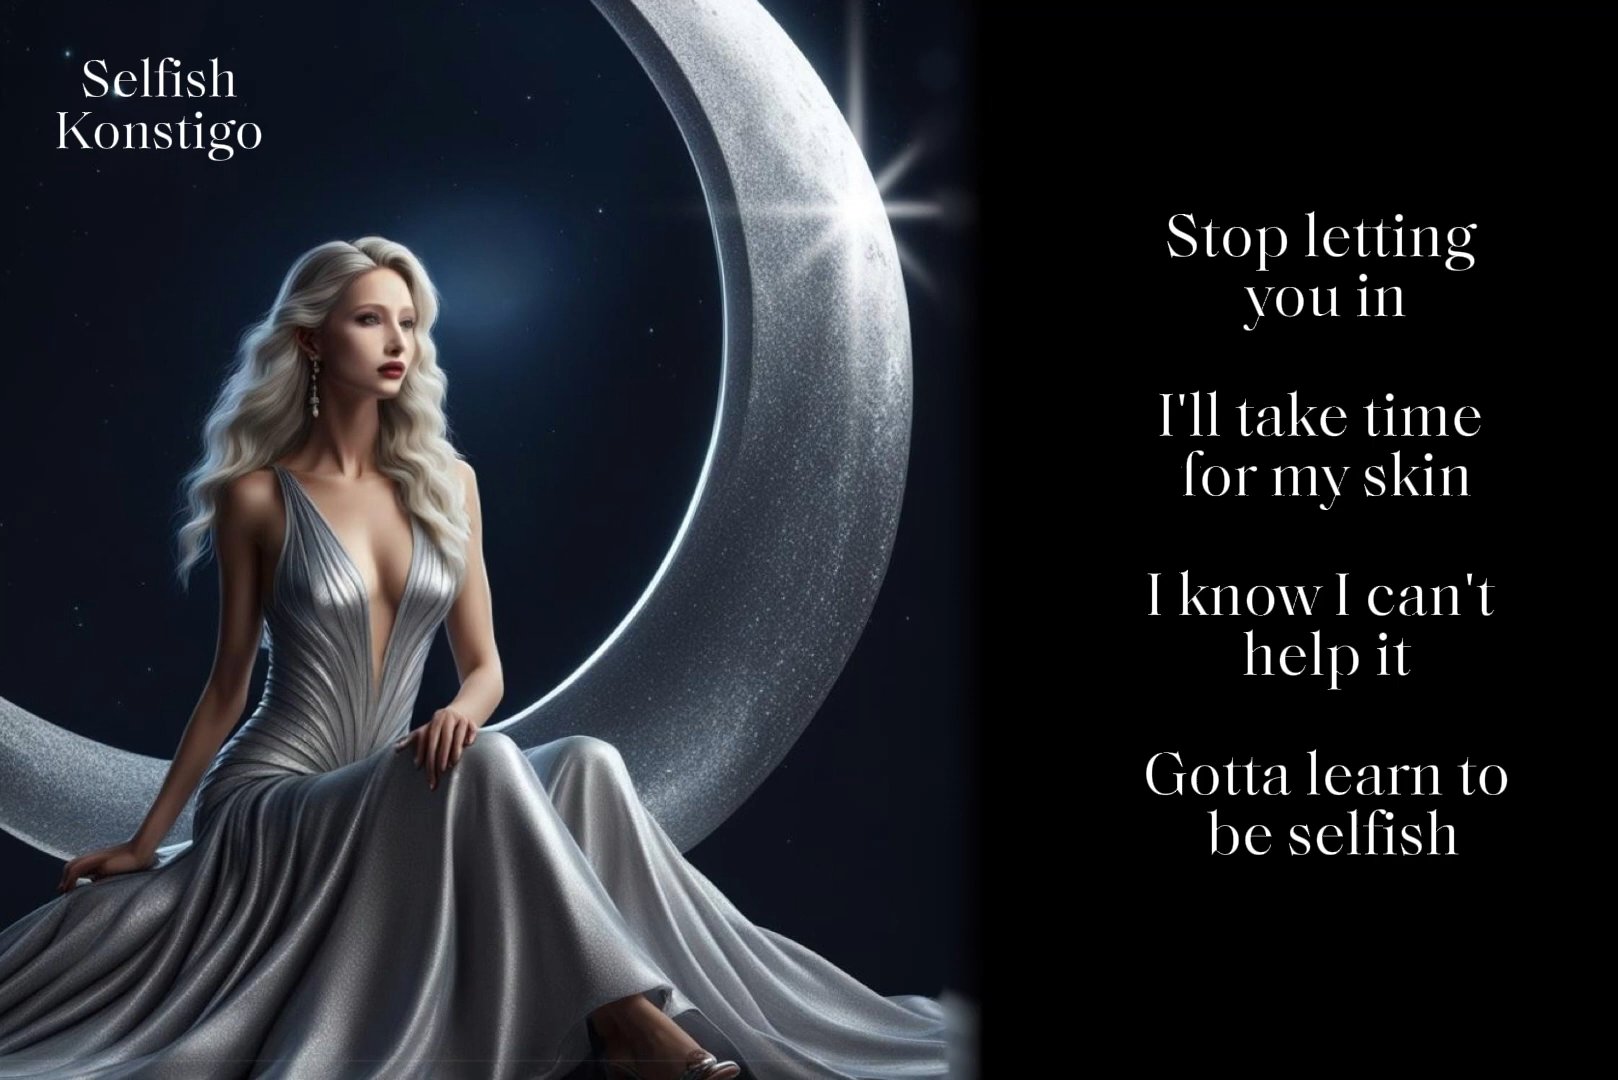 Selfish
Konstigo
Stop letting
you in
I'll take time
for my skin
I know I can't
help it
Gotta learn to
be selfish